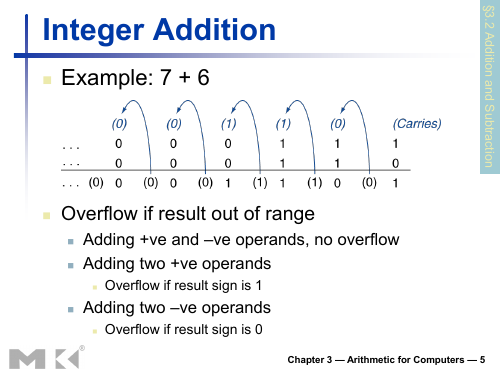 Integer Addition
§3.2 Addition and Subtraction
Example: 7 + 6
(0) (0) (1) (1) (0) (Carries)
. . . 0 0 0 1 1 1
. . . 0 0 0 1 1 0
. . . (0) 0 (0) 0 (0) 1 (1) 1 (1) 0 (0) 1
Overflow if result out of range
Adding +ve and –ve operands, no overflow
Adding two +ve operands
Overflow if result sign is 1
Adding two –ve operands
Overflow if result sign is 0
MK®
Chapter 3 — Arithmetic for Computers — 5